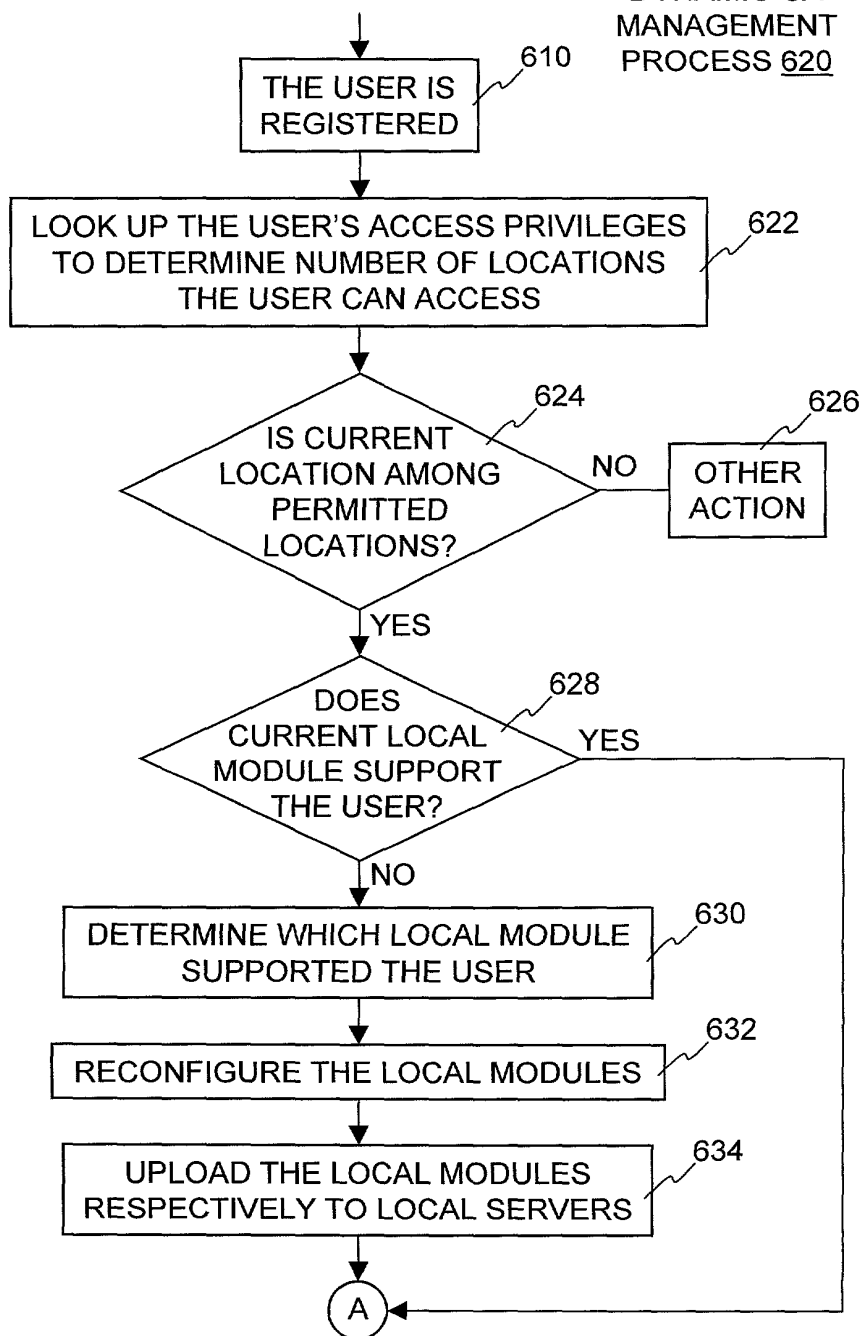 MANAGEMENT
PROCESS 620
610
THE USER IS
REGISTERED
622
LOOK UP THE USER'S ACCESS PRIVILEGES
TO DETERMINE NUMBER OF LOCATIONS
THE USER CAN ACCESS
624
IS CURRENT
LOCATION AMONG
PERMITTED
LOCATIONS?
NO
626
OTHER
ACTION
YES
628
DOES
CURRENT LOCAL
MODULE SUPPORT
THE USER?
YES
NO
630
DETERMINE WHICH LOCAL MODULE
SUPPORTED THE USER
632
RECONFIGURE THE LOCAL MODULES
634
UPLOAD THE LOCAL MODULES
RESPECTIVELY TO LOCAL SERVERS
A